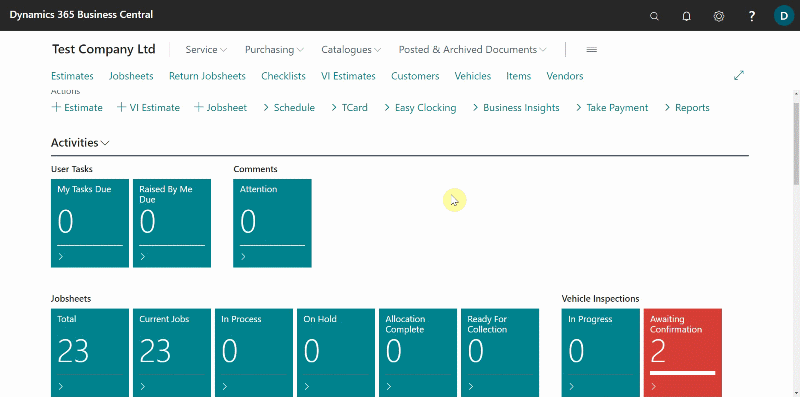 Dynamics 365 Business Central
?
D
Test Company Ltd Service Purchasing Catalogues Posted & Archived Documents
Estimates Jobsheets Return Jobsheets Checklists VI Estimates Customers Vehicles Items Vendors
Actions
+ Estimate + VI Estimate + Jobsheet > Schedule > TCard > Easy Clocking > Business Insights > Take Payment > Reports
Activities
User Tasks Comments
My Tasks Due
0
Raised By Me
Due
0
Attention
0
Jobsheets Vehicle Inspections
Total
23
Current Jobs
23
In Process
0
On Hold
0
Allocation
Complete
0
Ready For
Collection
0
In Progress
0
Awaiting
Confirmation
2